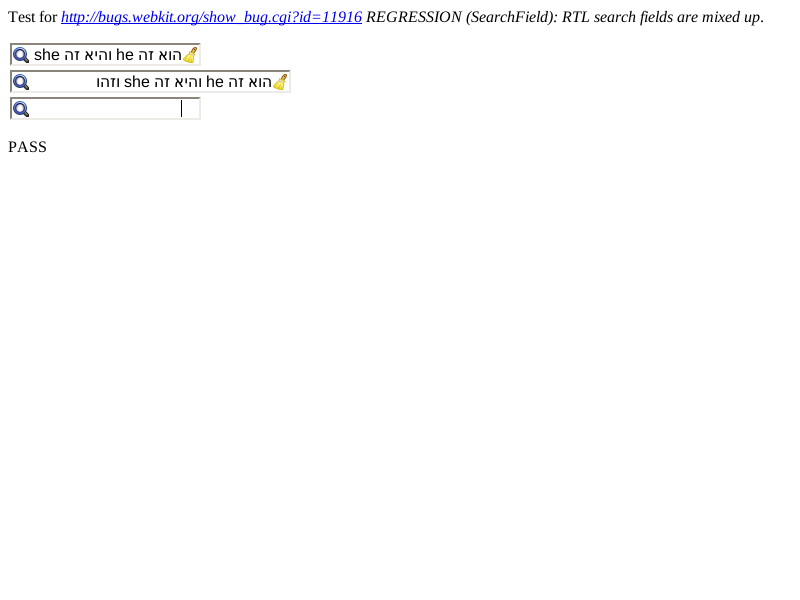 Test for http://bugs.webkit.org/show_bug.cgi?id=11916 REGRESSION (SearchField): RTL search fields are mixed up.
הוא זה he והיא זה she
הוא זה he והיא זה she וזהו
PASS